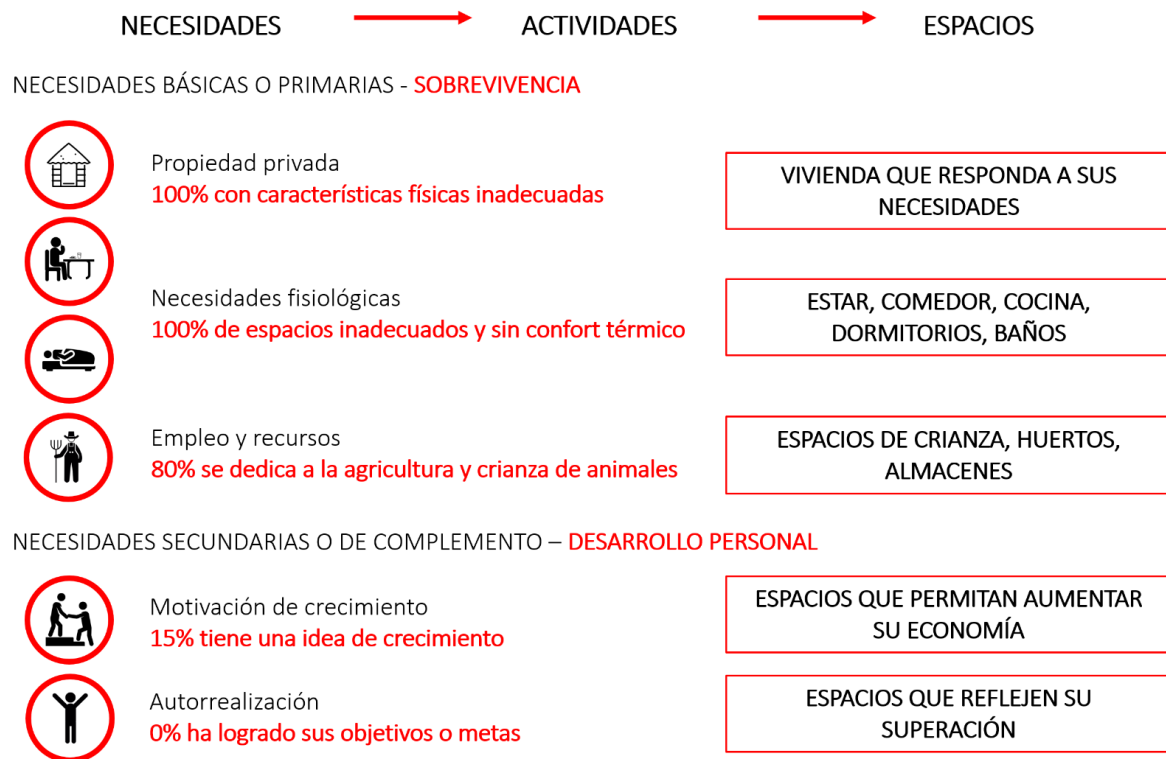 NECESIDADES ACTIVIDADES ESPACIOS
NECESIDADES BÁSICAS O PRIMARIAS - SOBREVIVENCIA
Propiedad privada
100% con características físicas inadecuadas
VIVIENDA QUE RESPONDA A SUS
NECESIDADES
Necesidades fisiológicas
100% de espacios inadecuados y sin confort térmico
ESTAR, COMEDOR, COCINA,
DORMITORIOS, BAÑOS
Empleo y recursos
80% se dedica a la agricultura y crianza de animales
ESPACIOS DE CRIANZA, HUERTOS,
ALMACENES
NECESIDADES SECUNDARIAS O DE COMPLEMENTO – DESARROLLO PERSONAL
Motivación de crecimiento
15% tiene una idea de crecimiento
ESPACIOS QUE PERMITAN AUMENTAR
SU ECONOMÍA
Autorrealización
0% ha logrado sus objetivos o metas
ESPACIOS QUE REFLEJEN SU
SUPERACIÓN